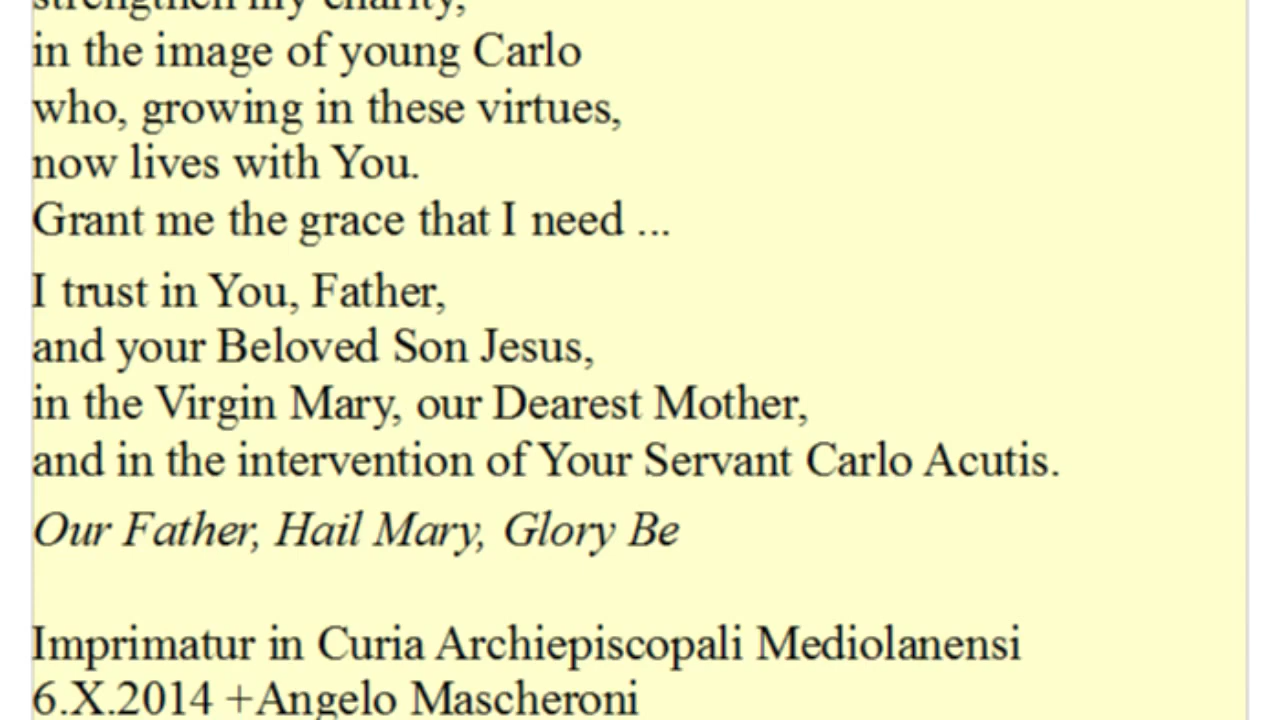 strengthen my charity,
in the image of young Carlo
who, growing in these virtues,
now lives with You.
Grant me the grace that I need ...
I trust in You, Father,
and your Beloved Son Jesus,
in the Virgin Mary, our Dearest Mother,
and in the intervention of Your Servant Carlo Acutis.
Our Father, Hail Mary, Glory Be
Imprimatur in Curia Archiepiscopali Mediolanensi
6.X.2014 +Angelo Mascheroni